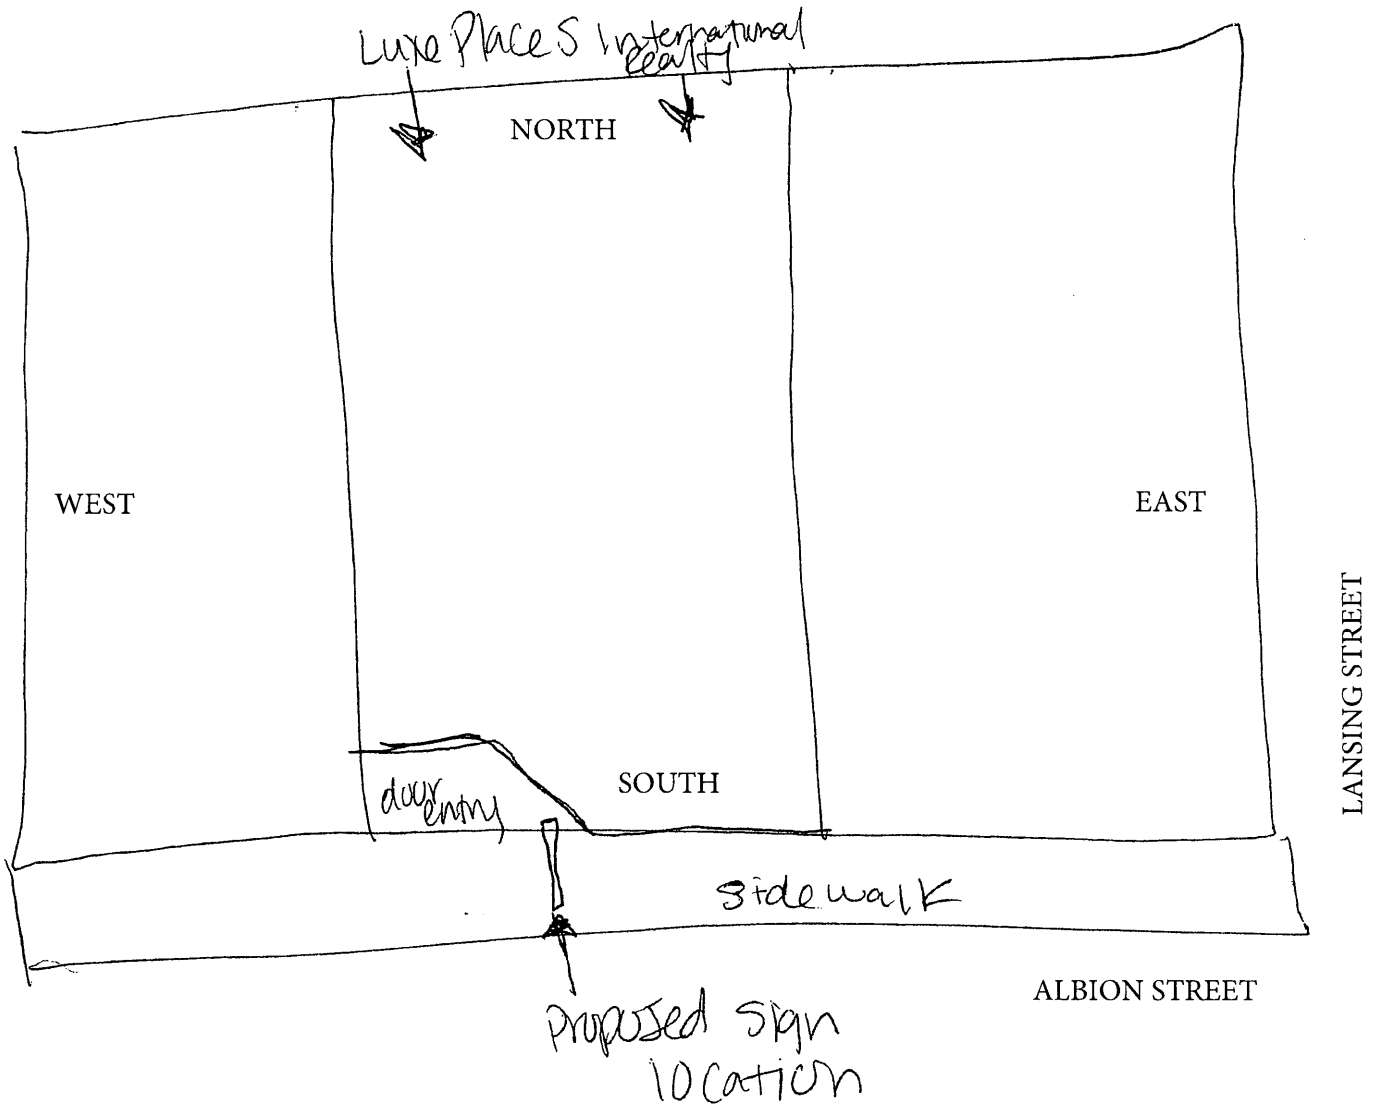 Luxe Places International
Realty
NORTH
WEST
EAST
LANSING STREET
SOUTH
door
entry
sidewalk
ALBION STREET
proposed sign
location